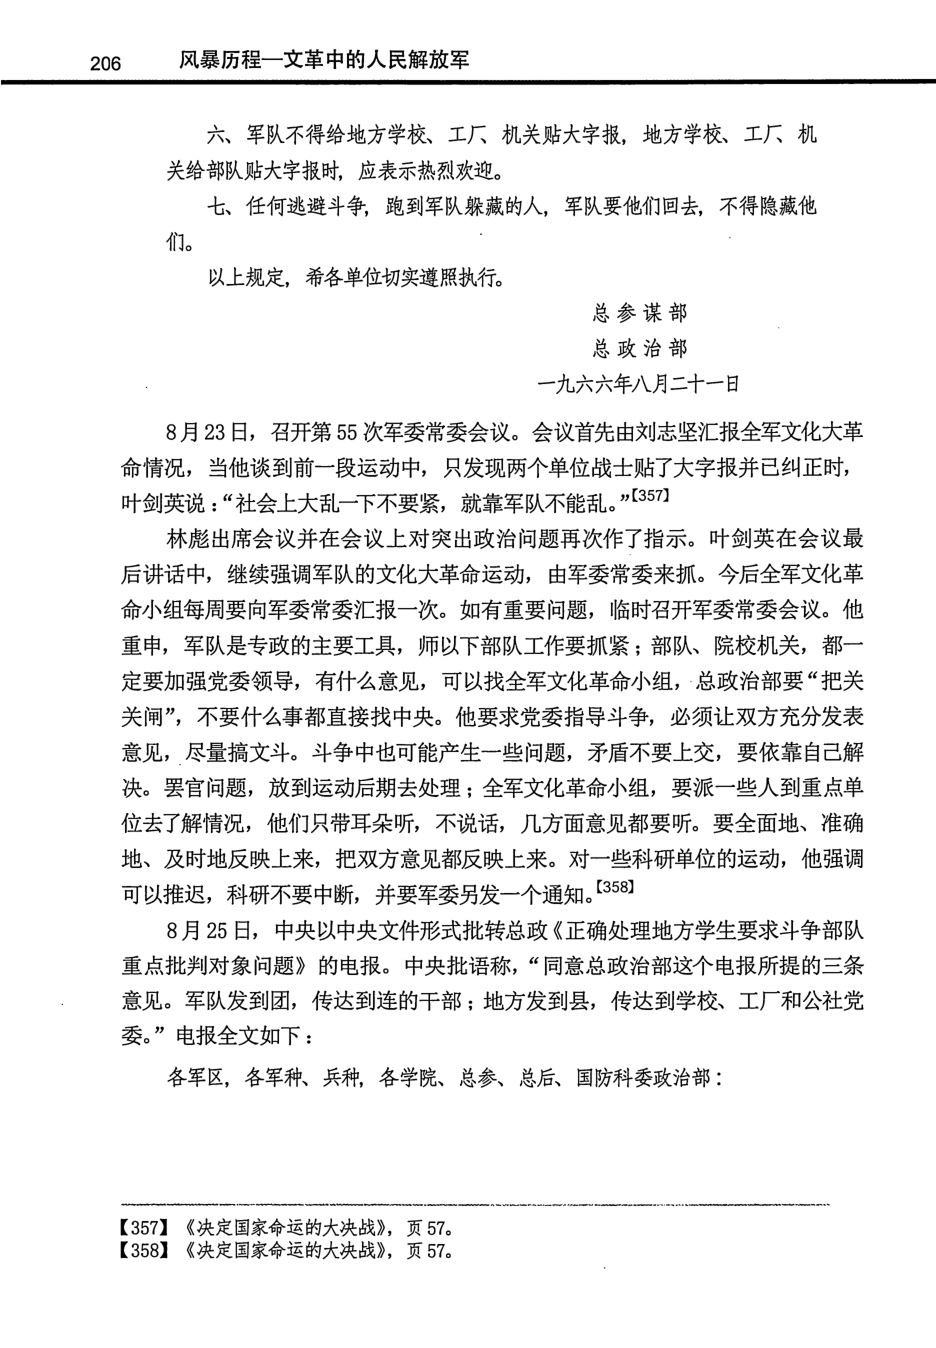 206 风暴历程—文革中的人民解放军
六、军队不得给地方学校、工厂、机关贴大字报，地方学校、工厂、机
关给部队贴大字报时，应表示热烈欢迎。
七、任何逃避斗争，跑到军队躲藏的人，军队要他们回去，不得隐藏他
们。
以上规定，希各单位切实遵照执行。
总参谋部
总政治部
一九六六年八月二十一日
8月23日，召开第55次军委常委会议。会议首先由刘志坚汇报全军文化大革
命情况，当他谈到前一段运动中，只发现两个单位战士贴了大字报并已纠正时，
叶剑英说：“社会上大乱一下不要紧，就靠军队不能乱。”【357】
林彪出席会议并在会议上对突出政治问题再次作了指示。叶剑英在会议最
后讲话中，继续强调军队的文化大革命运动，由军委常委来抓。今后全军文化革
命小组每周要向军委常委汇报一次。如有重要问题，临时召开军委常委会议。他
重申，军队是专政的主要工具，师以下部队工作要抓紧；部队、院校机关，都一
定要加强党委领导，有什么意见，可以找全军文化革命小组，总政治部要“把关
关闸”，不要什么事都直接找中央。他要求党委指导斗争，必须让双方充分发表
意见，尽量搞文斗。斗争中也可能产生一些问题，矛盾不要上交，要依靠自己解
决。罢官问题，放到运动后期去处理；全军文化革命小组，要派一些人到重点单
位去了解情况，他们只带耳朵听，不说话，几方面意见都要听。要全面地、准确
地、及时地反映上来，把双方意见都反映上来。对一些科研单位的运动，他强调
可以推迟，科研不要中断，并要军委另发一个通知。【358】
8月25日，中央以中央文件形式批转总政《正确处理地方学生要求斗争部队
重点批判对象问题》的电报。中央批语称，“同意总政治部这个电报所提的三条
意见。军队发到团，传达到连的干部；地方发到县，传达到学校、工厂和公社党
委。”电报全文如下：
各军区，各军种、兵种，各学院、总参、总后、国防科委政治部：
【357】《决定国家命运的大决战》，页57。
【358】《决定国家命运的大决战》，页57。